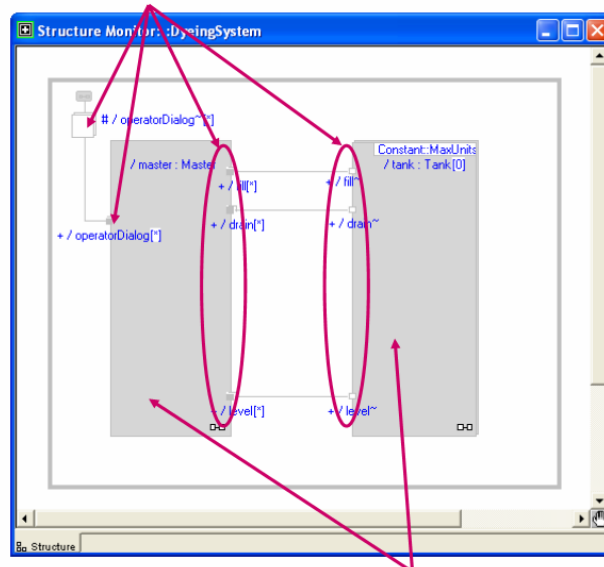 Structure Monitor::DyeingSystem
# / operatorDialog~[*]
Constant::MaxUnits
/ master : Master
/ tank : Tank[0]
+ / fill[*]
+ / fill~
+ / drain[*]
+ / drain~
+ / operatorDialog[*]
+ / level[*]
+ / level~
Structure